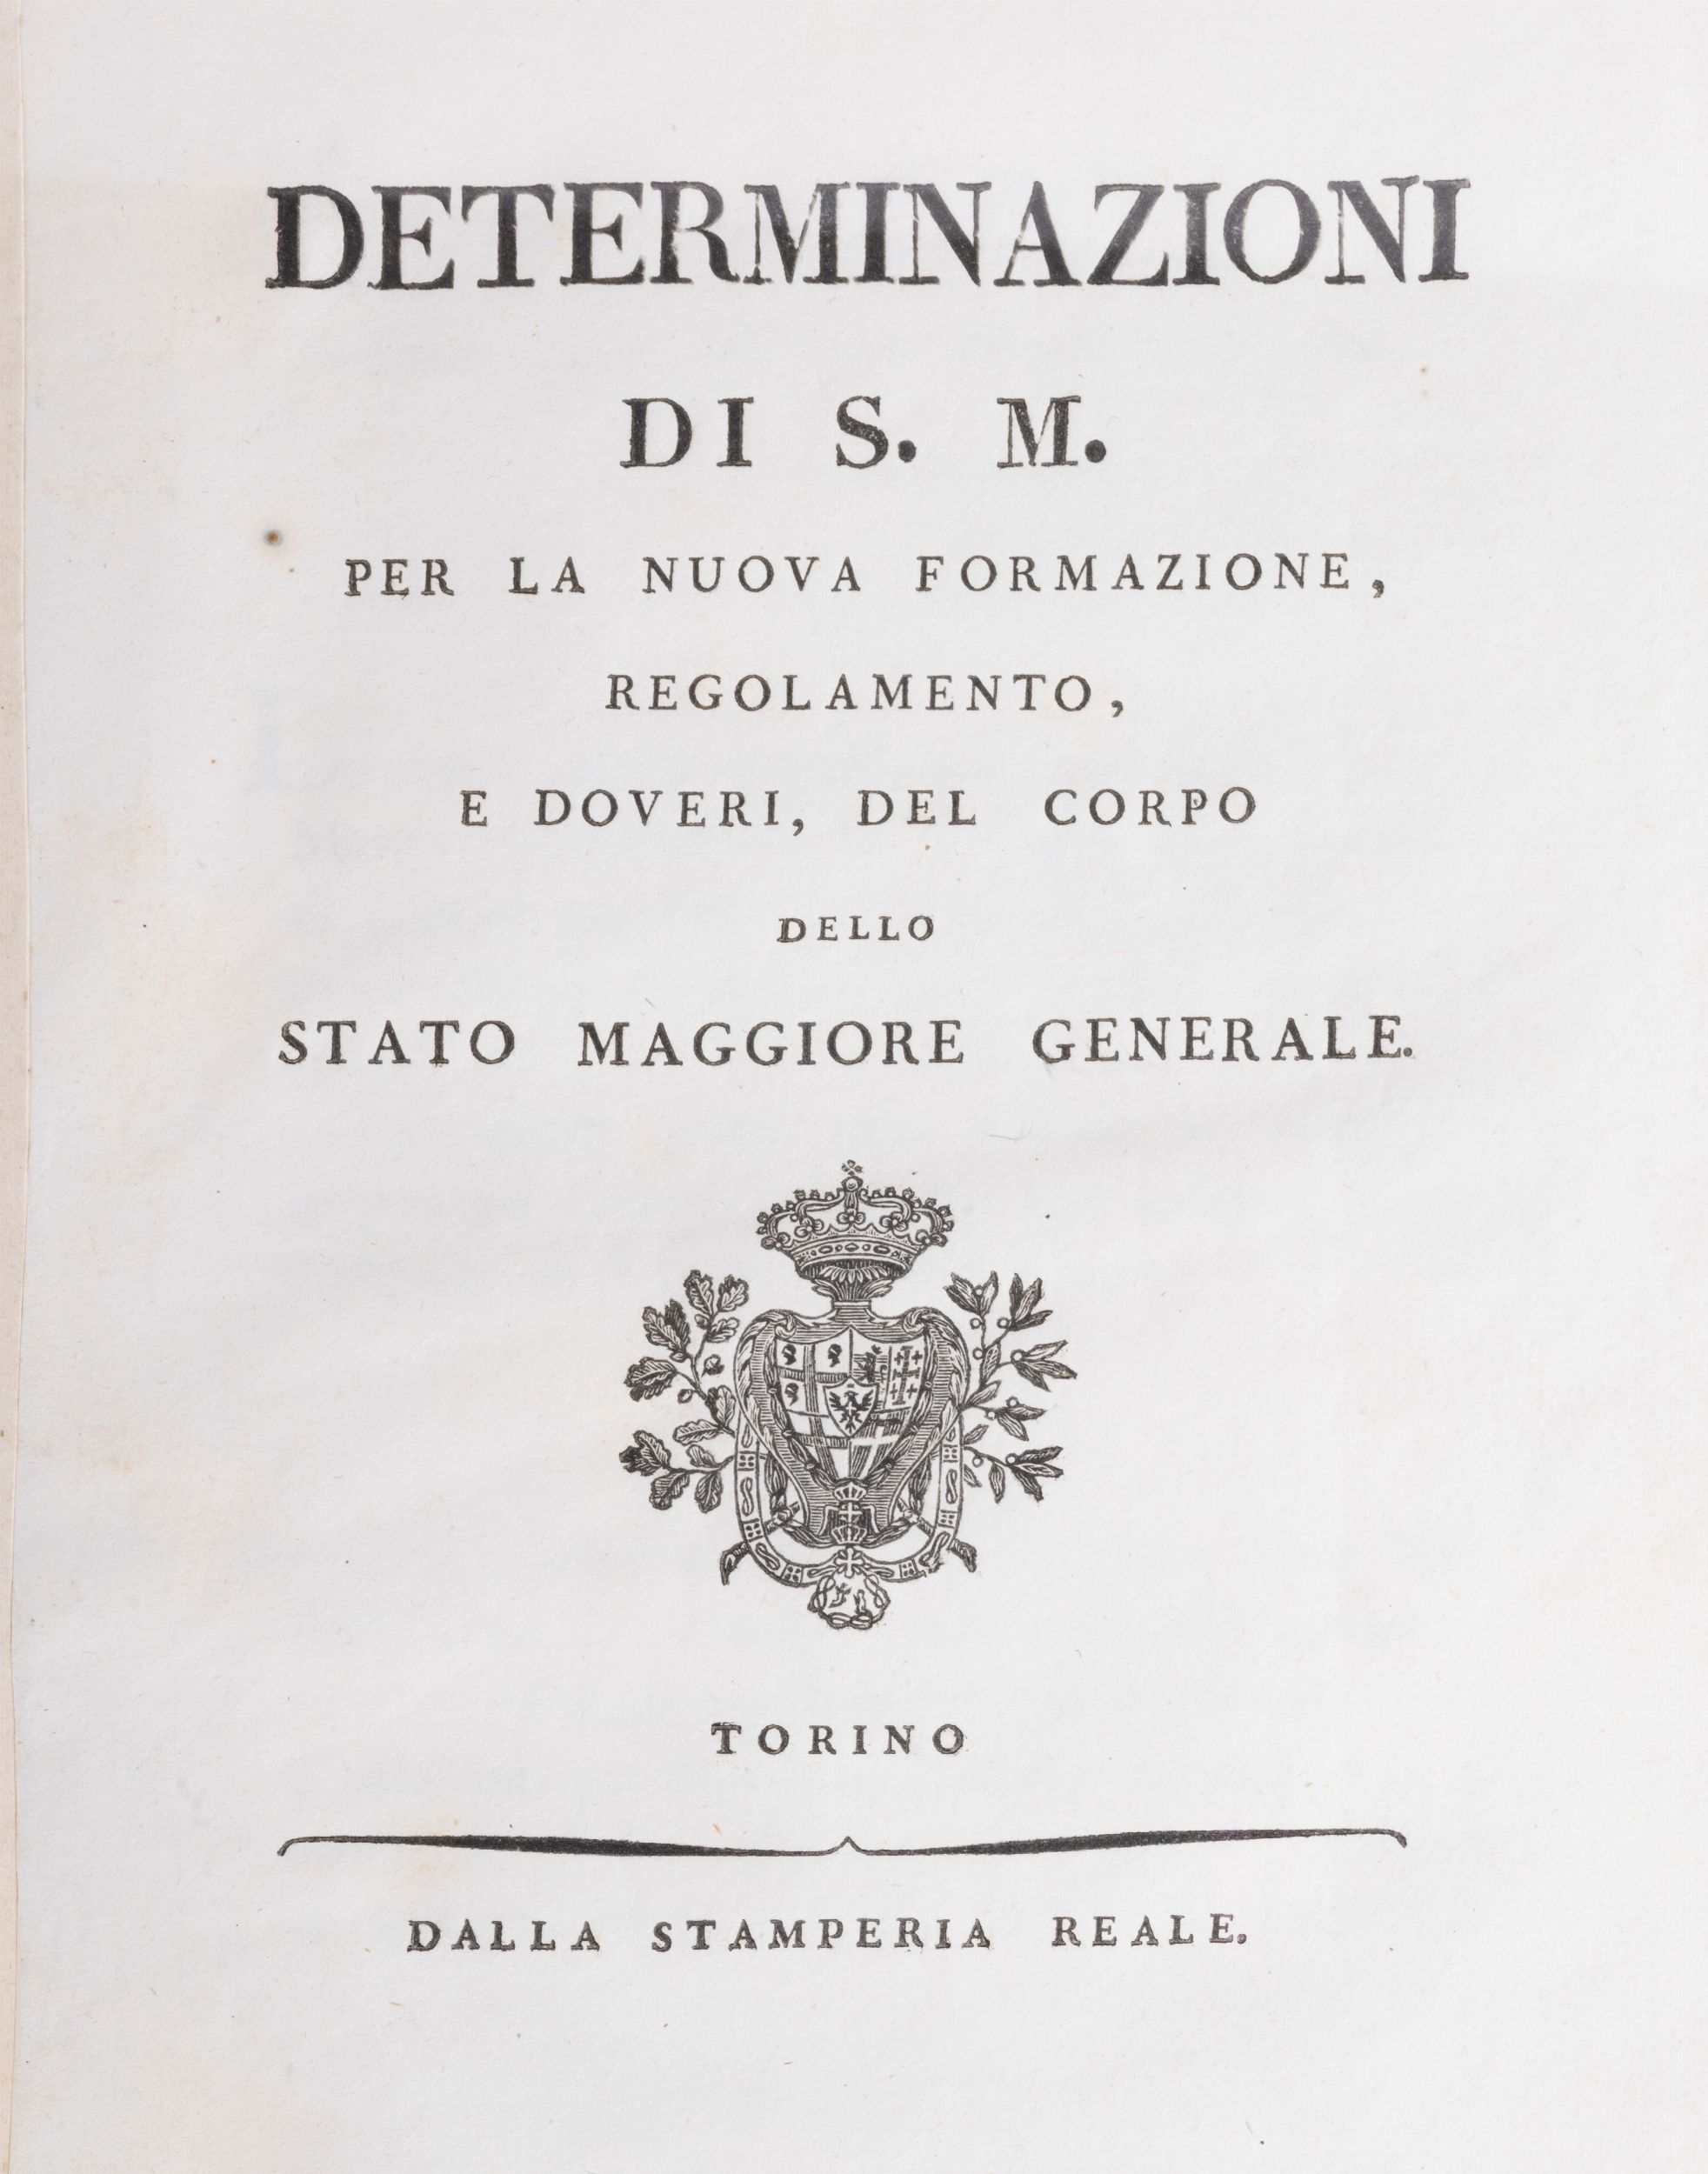 DETERMINAZIONI
DI S. M.
PER LA NUOVA FORMAZIONE,
REGOLAMENTO,
E DOVERI, DEL CORPO
DELLO
STATO MAGGIORE GENERALE.
TORINO
DALLA STAMPERIA REALE.